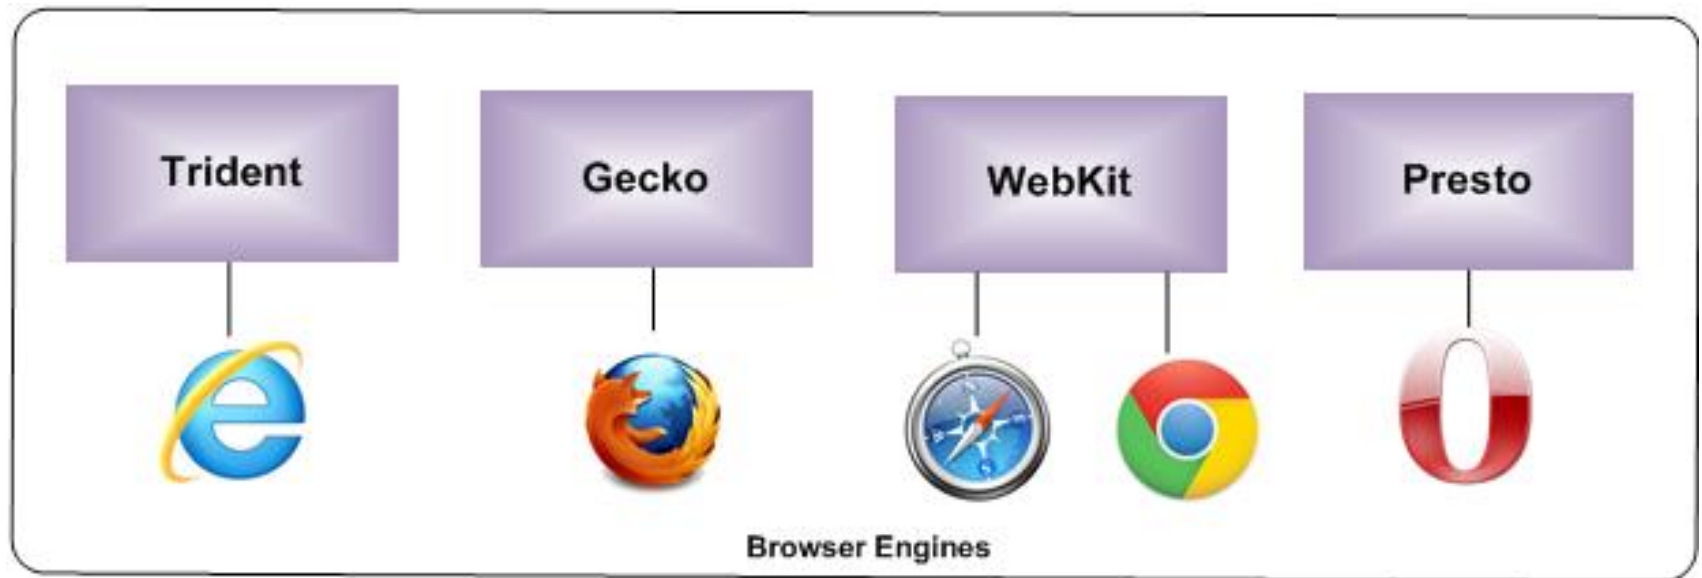 Trident
Gecko
WebKit
Presto
Browser Engines